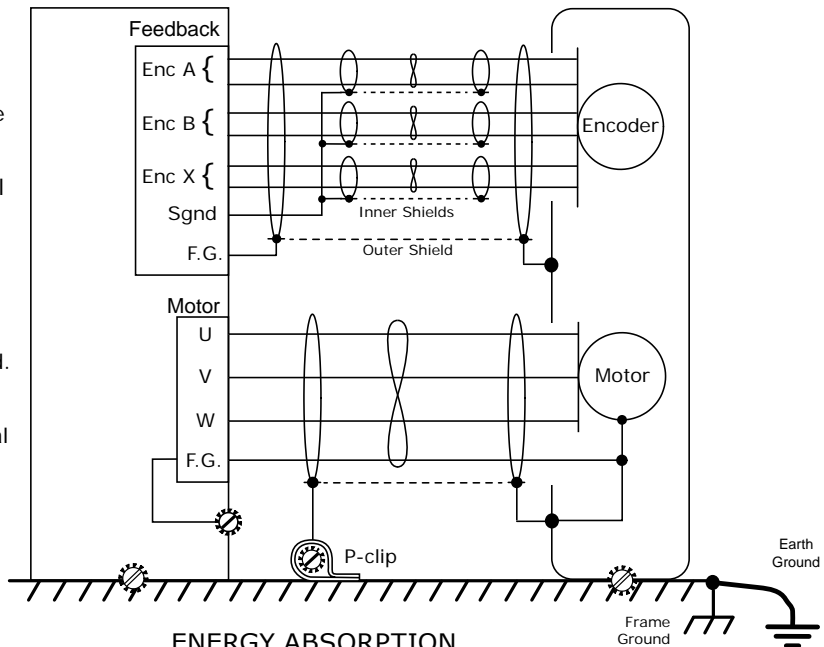 Feedback
Enc A {
Enc B {
Enc X {
Sgnd
F.G.
Inner Shields
Outer Shield
Encoder
Motor
U
V
W
F.G.
Motor
P-clip
Earth
Ground
Frame
Ground
ENERGY ABSORPTION